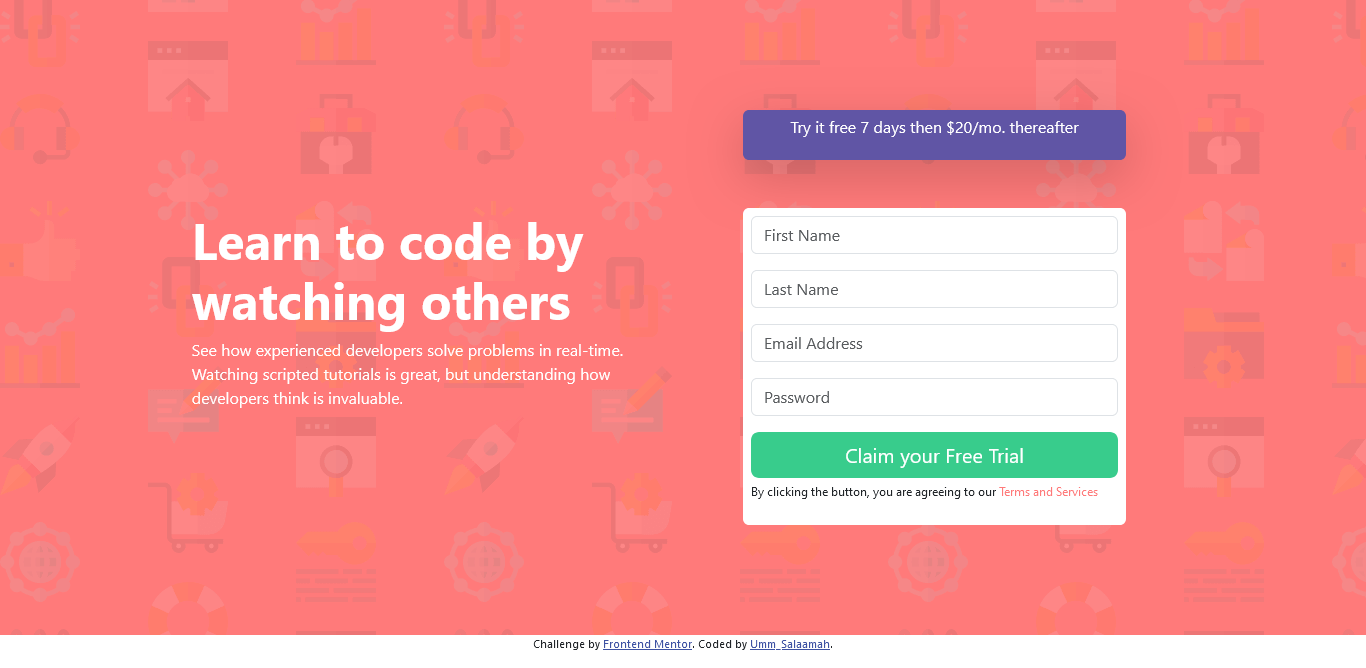 Learn to code by
watching others
See how experienced developers solve problems in real-time.
Watching scripted tutorials is great, but understanding how
developers think is invaluable.
Try it free 7 days then $20/mo. thereafter
First Name
Last Name
Email Address
Password
Claim your Free Trial
By clicking the button, you are agreeing to our Terms and Services
Challenge by Frontend Mentor. Coded by Umm_Salaamah.